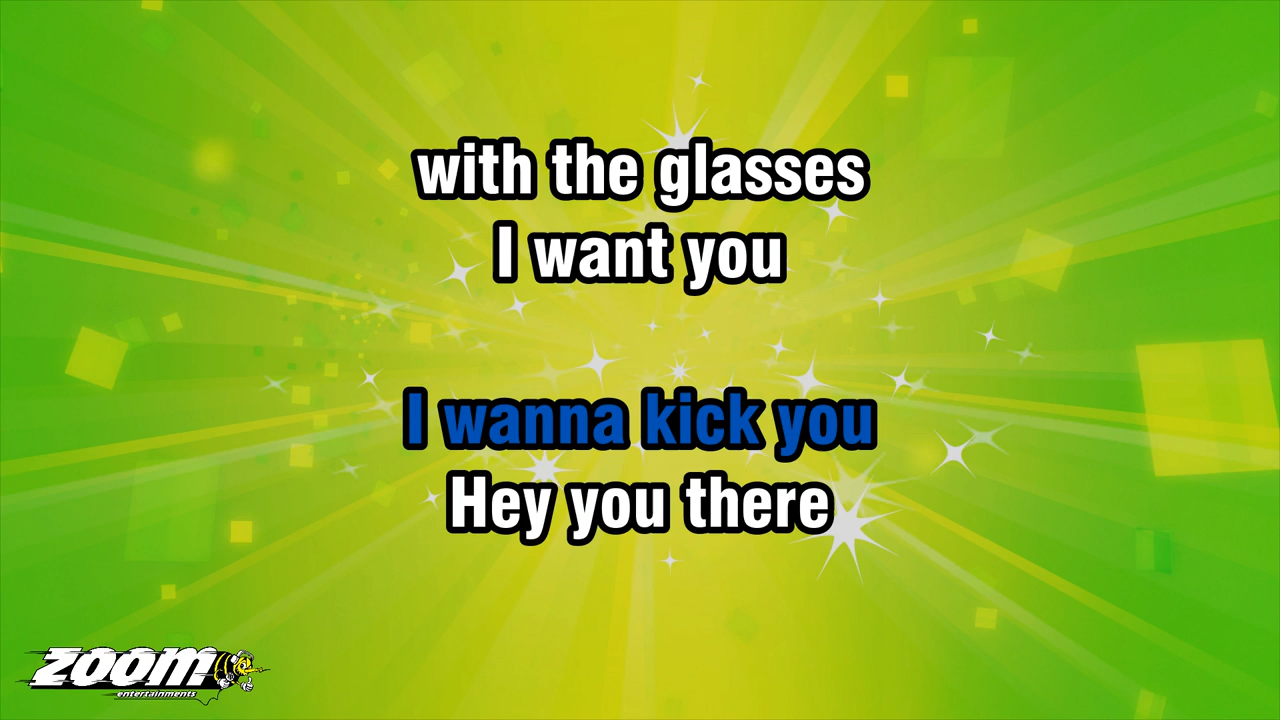 with the glasses
I want you
I wanna kick you
Hey you there
zoom
entertainments